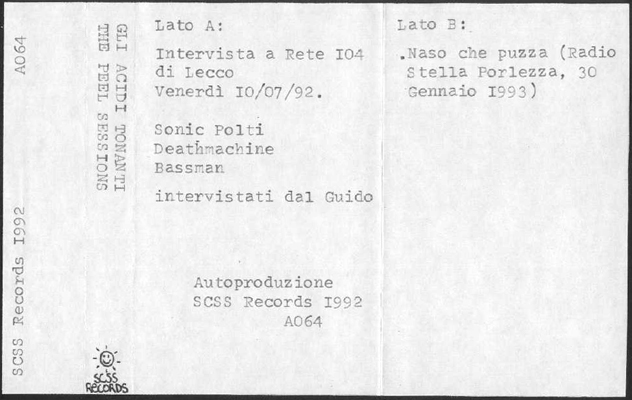 SCSS Records I992
A064
GLI ACIDI TONANTI
THE PEEL SESSIONS
SCSS
RECORDS
Lato A:
Intervista a Rete IO4
di Lecco
Venerdì IO/07/92.
Sonic Polti
Deathmachine
Bassman
intervistati dal Guido
Autoproduzione
SCSS Records I992
A064
Lato B:
.Naso che puzza (Radio
Stella Porlezza, 30
Gennaio I993)